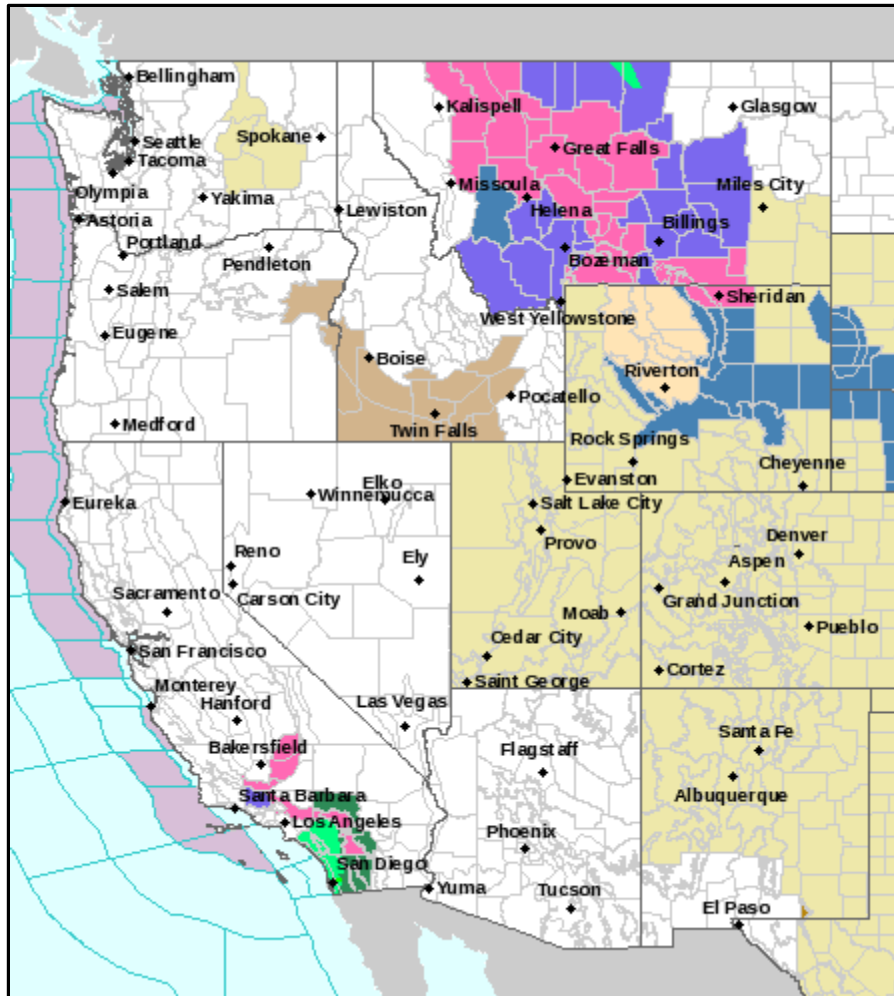 Bellingham
Kalispell
Glasgow
Seattle
Spokane
Great Falls
Tacoma
Olympia
Missoula
Miles City
Yakima
Lewiston
Helena
Astoria
Billings
Portland
Pendleton
Bozeman
Salem
Sheridan
West Yellowstone
Eugene
Boise
Riverton
Pocatello
Medford
Twin Falls
Rock Springs
Cheyenne
Elko
Evanston
Eureka
Winnemucca
Salt Lake City
Provo
Denver
Reno
Ely
Aspen
Sacramento
Carson City
Grand Junction
Moab
Pueblo
San Francisco
Cedar City
Cortez
Saint George
Monterey
Hanford
Las Vegas
Bakersfield
Flagstaff
Santa Fe
Santa Barbara
Albuquerque
Los Angeles
Phoenix
San Diego
Yuma
Tucson
El Paso